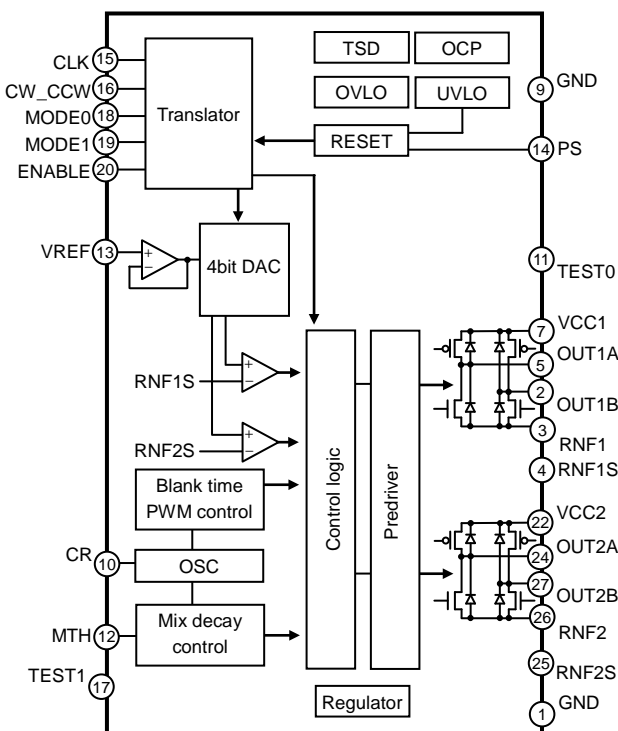 CLK 15
CW_CCW 16
MODE0 18
MODE1 19
ENABLE 20
Translator
TSD
OCP
OVLO
UVLO
RESET
9 GND
14 PS
VREF 13
+
−
4bit DAC
11 TEST0
RNF1S
+
−
RNF2S
+
−
Blank time
PWM control
CR 10
OSC
MTH 12
Mix decay
control
TEST1
17
Control logic
Predriver
7 VCC1
5 OUT1A
2 OUT1B
3 RNF1
4 RNF1S
22 VCC2
24 OUT2A
27 OUT2B
26 RNF2
25 RNF2S
1 GND
Regulator